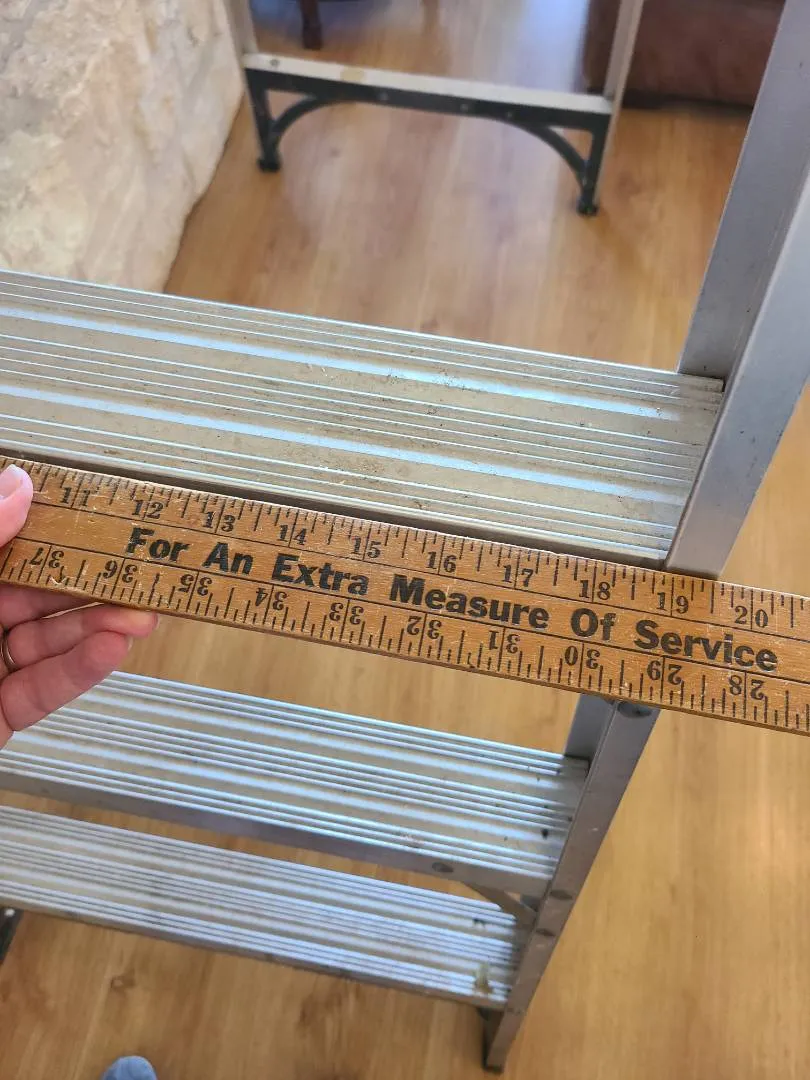 11 12 13 14 15 16 17 18 19 20
For An Extra Measure Of Service
37 36 35 34 33 32 31 30 29 28